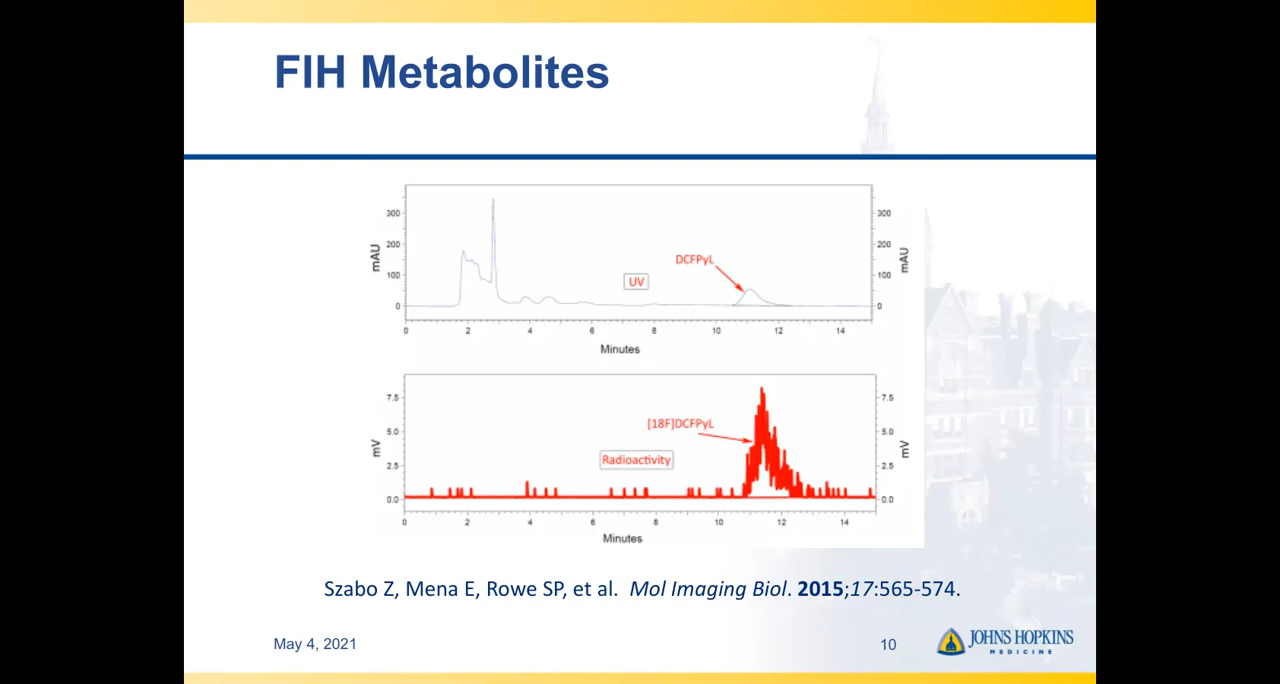 FIH Metabolites
300
200
100
0
mAU
300
200
100
0
mAU
DCFPyL
UV
0 2 4 6 8 10 12 14
Minutes
7.5
5.0
2.5
0.0
mV
7.5
5.0
2.5
0.0
mV
[18F]DCFPyL
Radioactivity
0 2 4 6 8 10 12 14
Minutes
Szabo Z, Mena E, Rowe SP, et al. Mol Imaging Biol. 2015;17:565-574.
May 4, 2021
10
JOHNS HOPKINS
MEDICINE